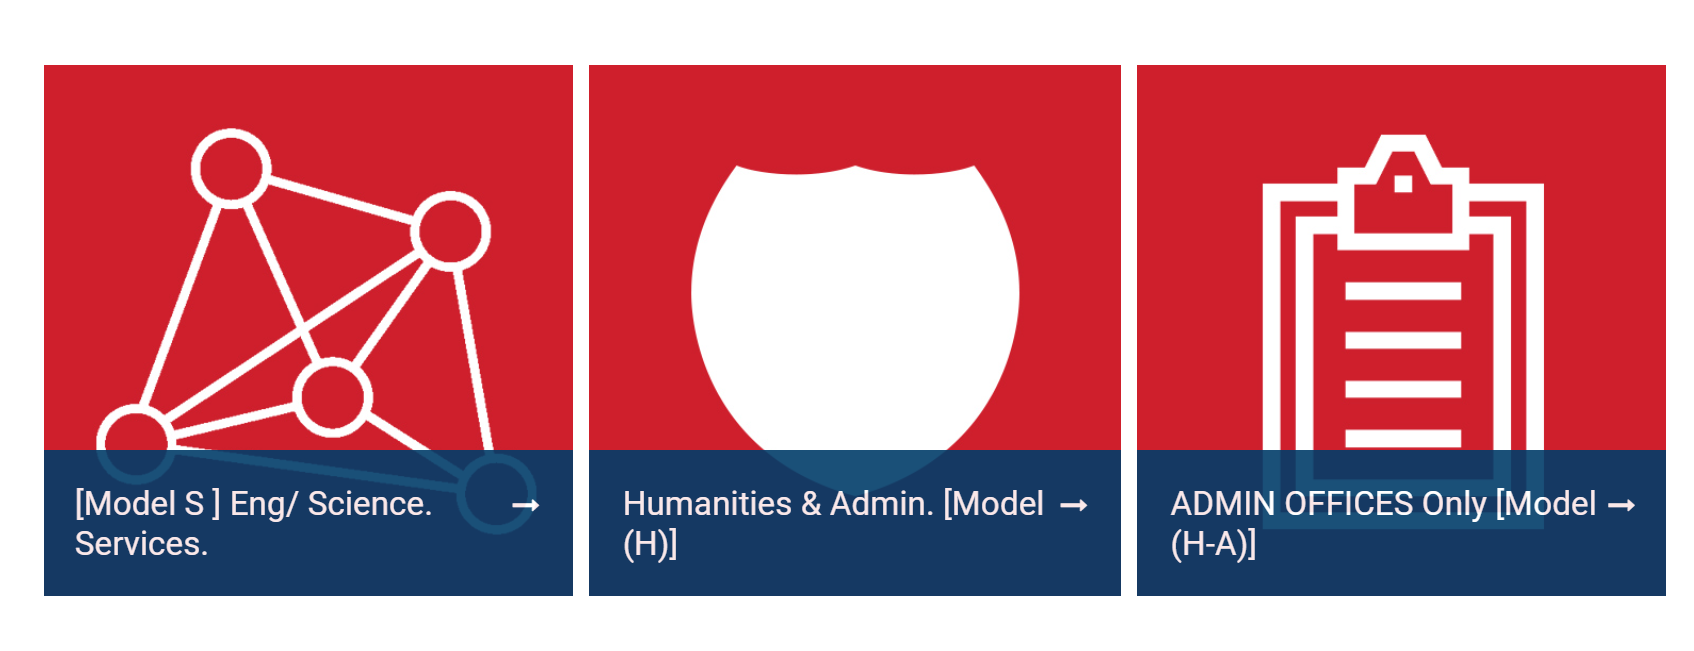 [Model S ] Eng/ Science. →
Services.
Humanities & Admin. [Model →
(H)]
ADMIN OFFICES Only [Model →
(H-A)]